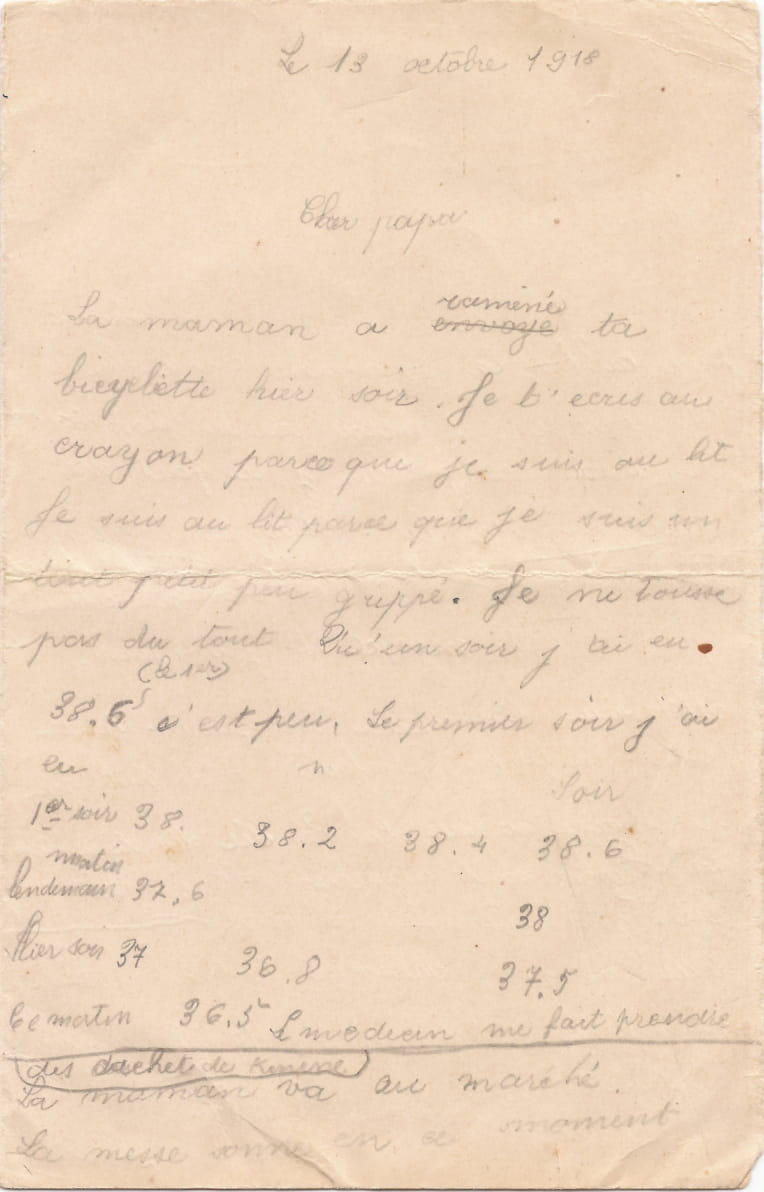 Le 13 octobre 1918
Cher papa
La maman a ramené envoyé ta
bicyclette hier soir. Je t'ecris au
crayon parce que je suis au lit
Je suis au lit parce que je suis un
tout petit peu grippé. Je ne tousse
pas du tout Qu'un soir j'ai eu
(le 1er)
38.6 c'est peu. Le premier soir j'ai
eu
Soir
1er soir 38. 38.2 38.4 38.6
matin
lendemain 37,6
38
Hier soir 37 36.8 37.5
Ce matin 36.5 L medecin me fait prendre
des cachet de Kinine
La maman va au marché.
La messe sonne en ce moment